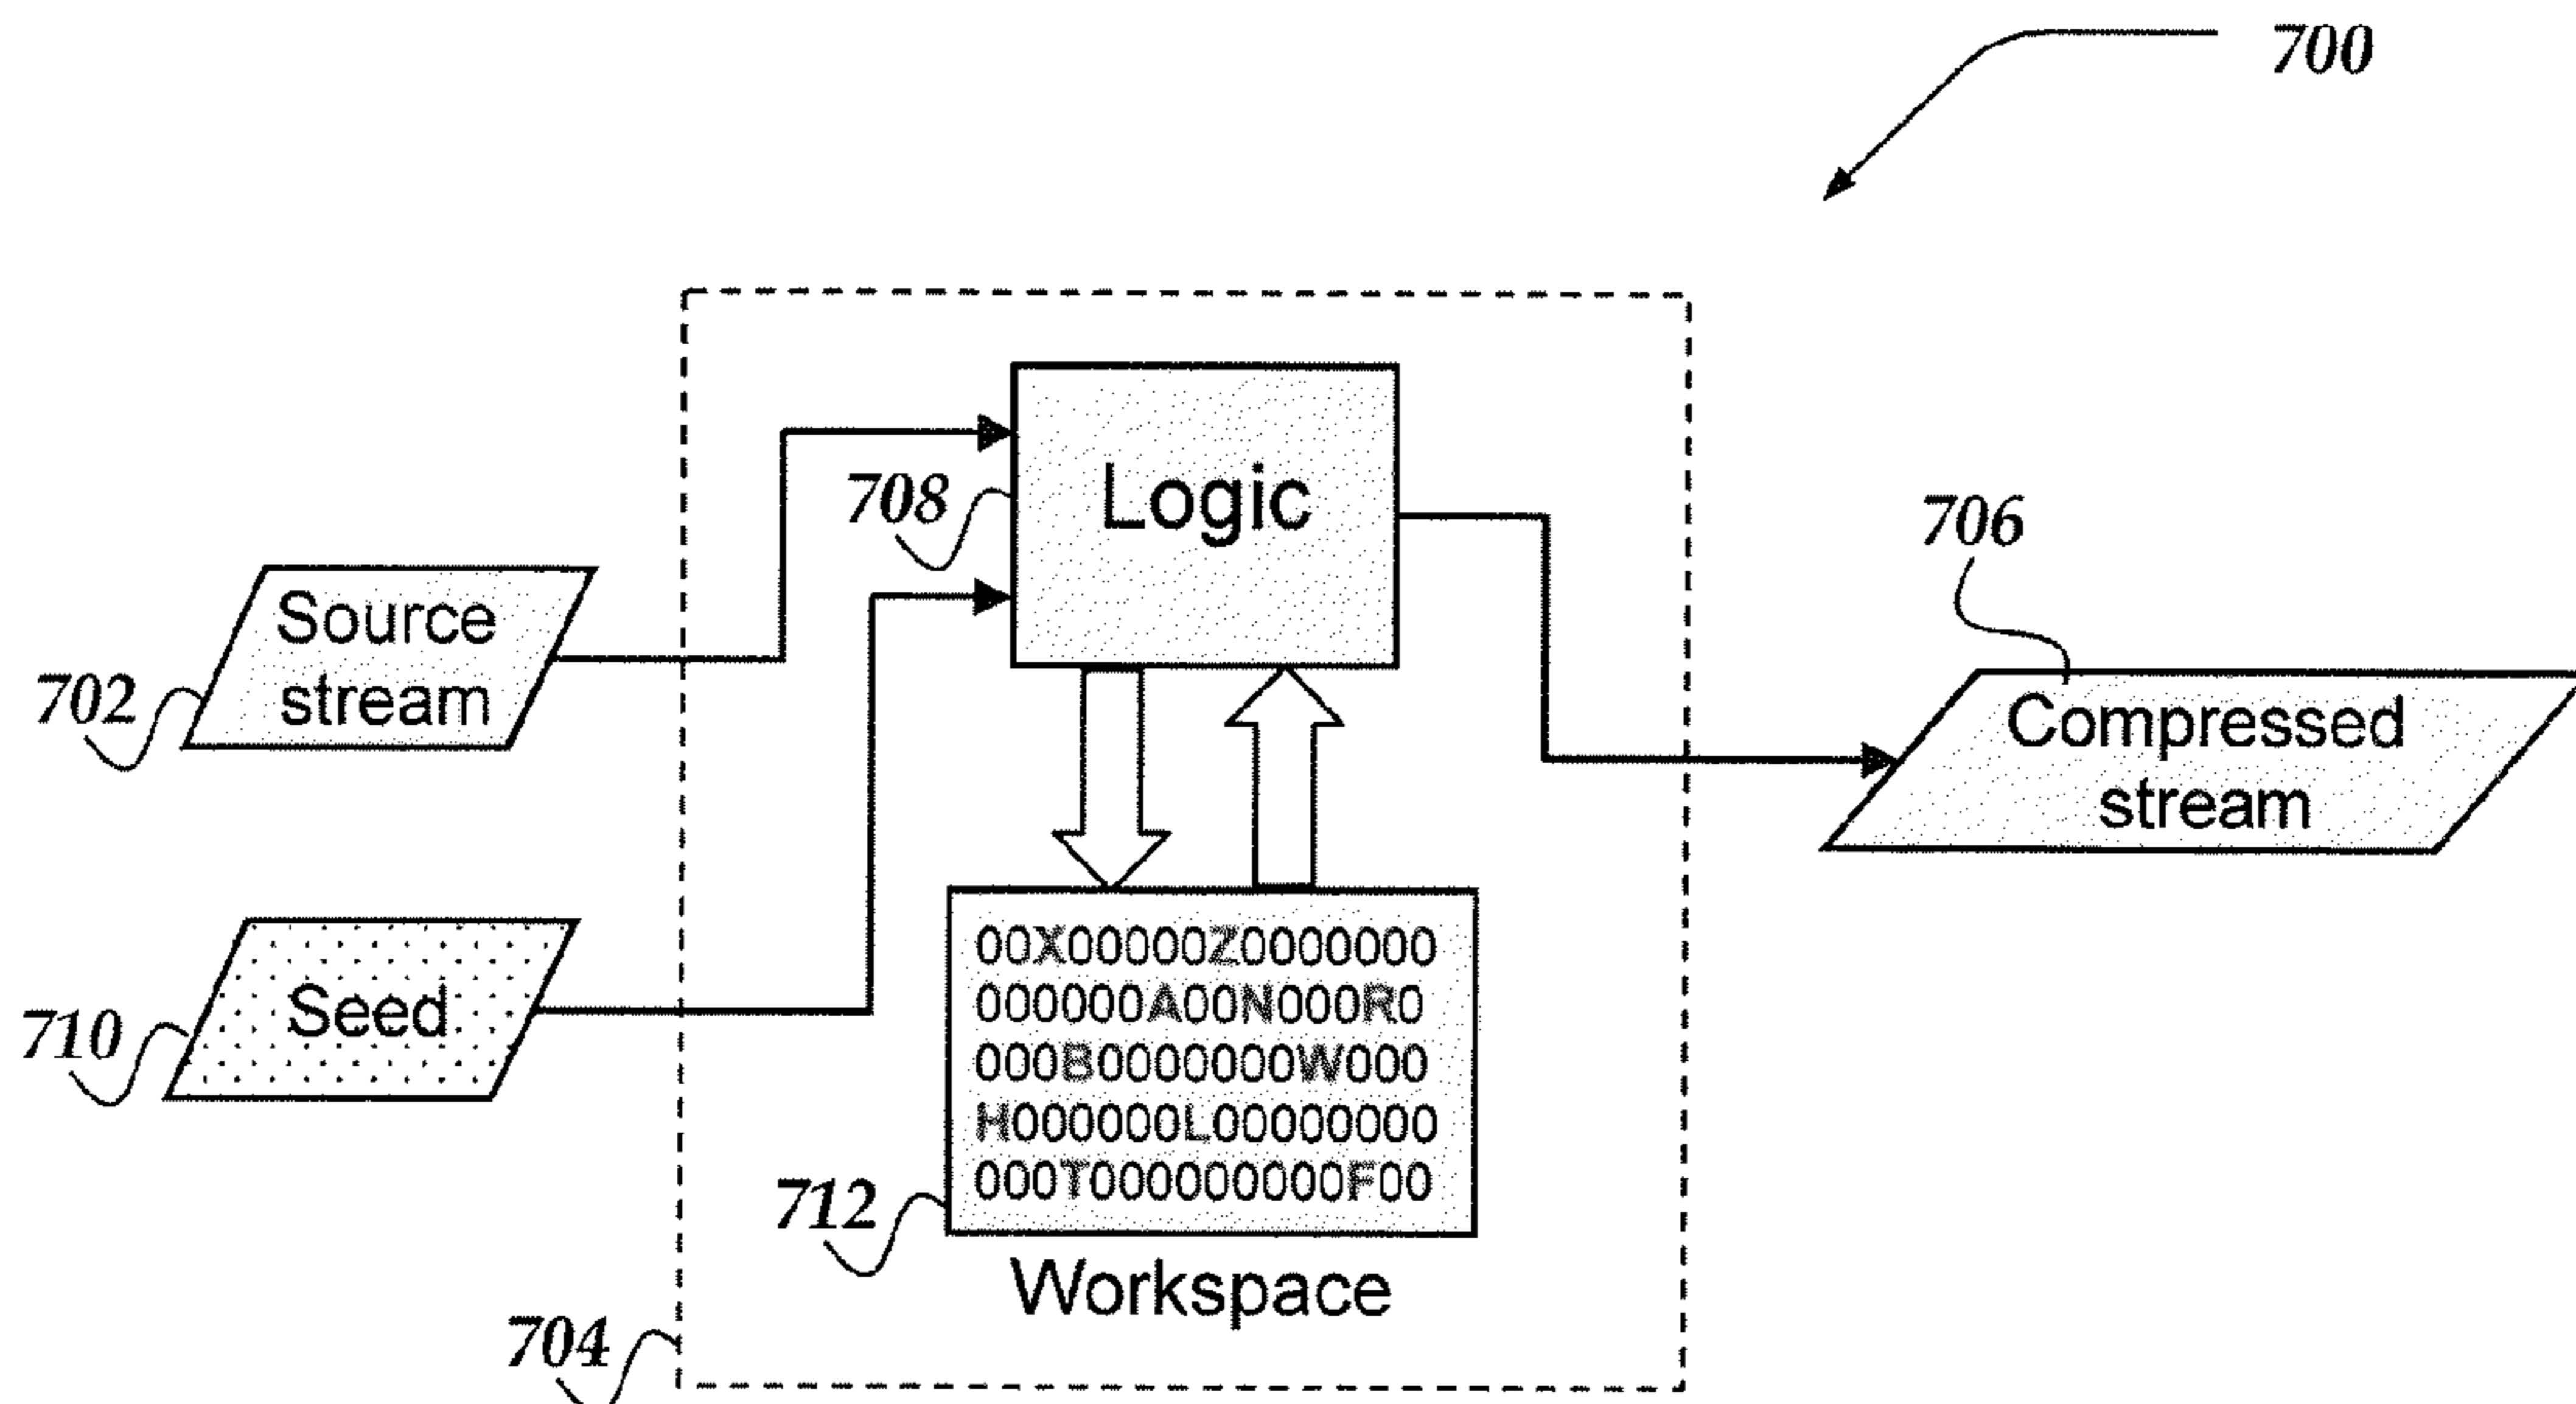 700
708
Logic
706
Source
stream
702
Compressed
stream
Seed
710
00X00000Z0000000
000000A00N000R0
000B0000000W000
H000000L00000000
000T000000000F00
712
Workspace
704